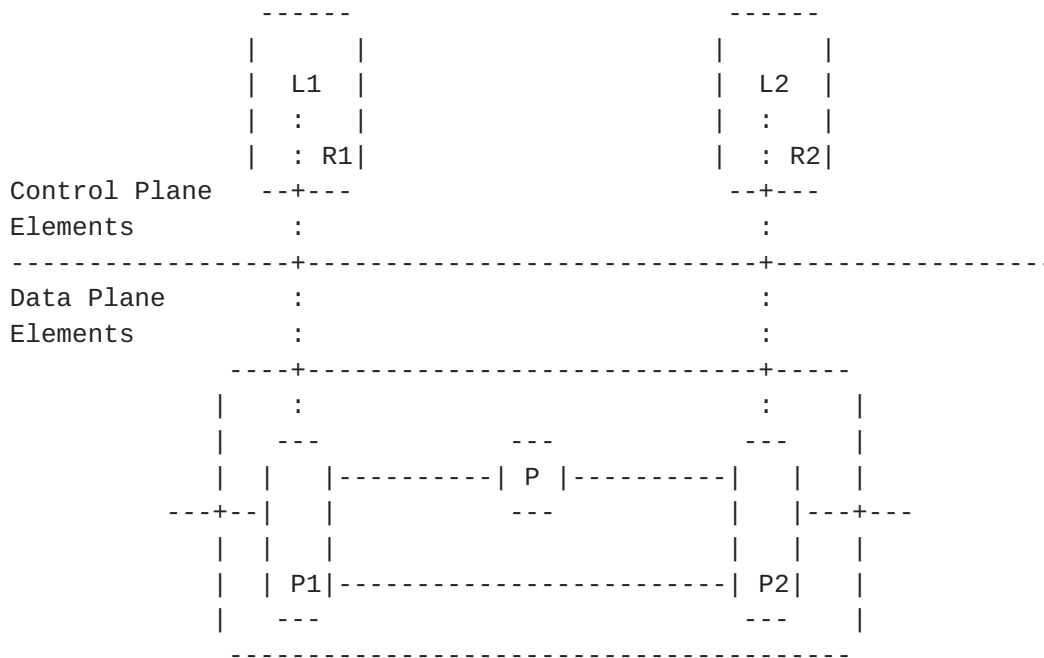 L1 L2
R1 R2
Control Plane
Elements
Data Plane
Elements
P
P1 P2